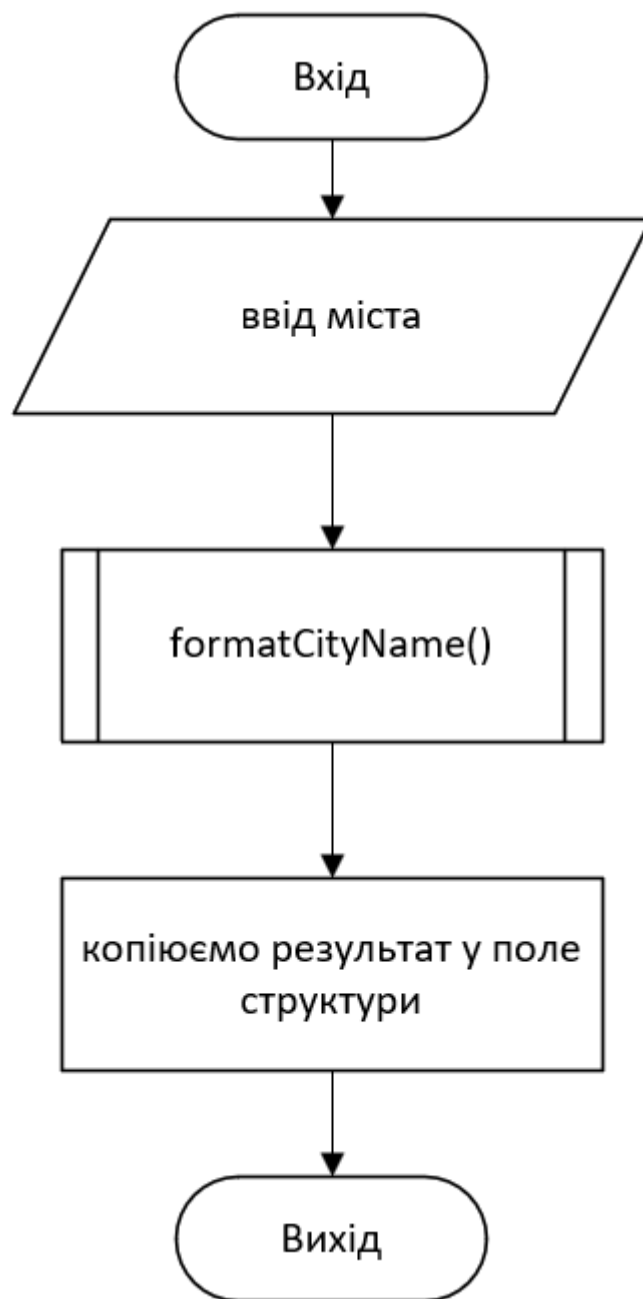 Вхід
ввід міста
formatCityName()
копіюємо результат у поле
структури
Вихід